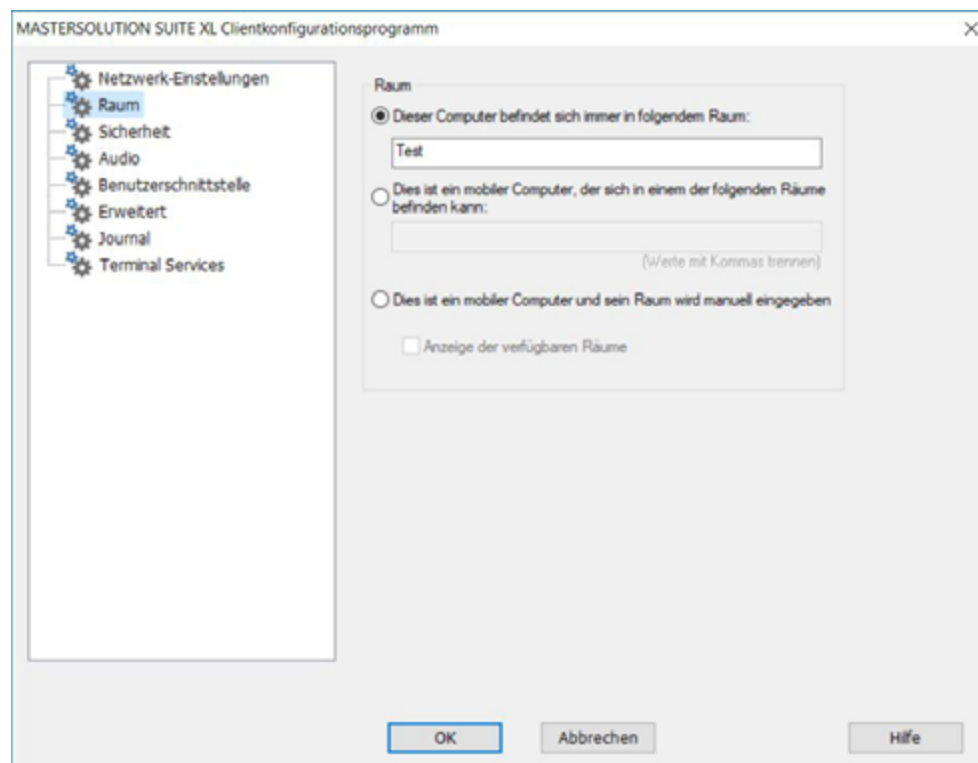 MASTERSOLUTION SUITE XL Clientkonfigurationsprogramm
Netzwerk-Einstellungen
Raum
Sicherheit
Audio
Benutzerschnittstelle
Erweitert
Journal
Terminal Services
Raum
Dieser Computer befindet sich immer in folgendem Raum:
Test
Dies ist ein mobiler Computer, der sich in einem der folgenden Räume
befinden kann:
(Werte mit Kommas trennen)
Dies ist ein mobiler Computer und sein Raum wird manuell eingegeben
Anzeige der verfügbaren Räume
OK
Abbrechen
Hilfe